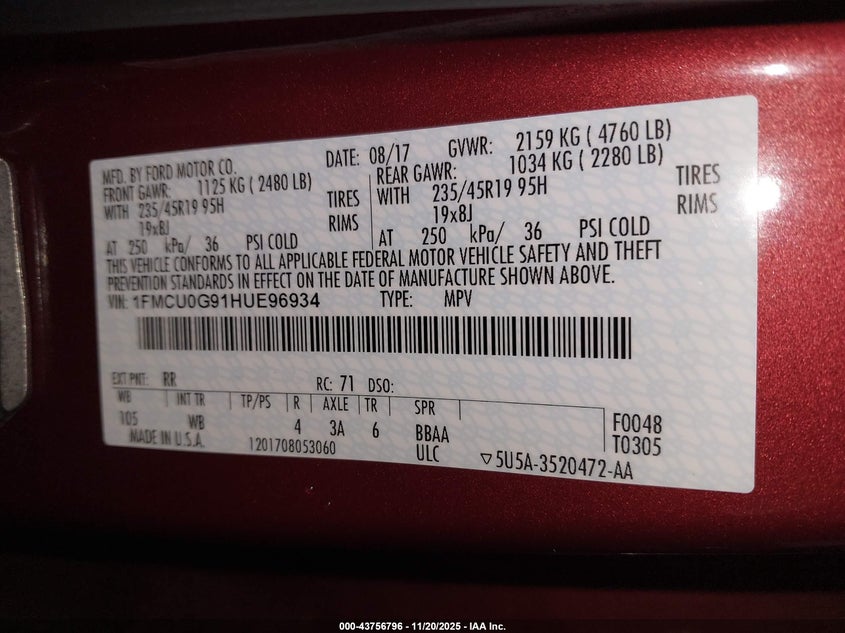 MFD. BY FORD MOTOR CO.
DATE: 08/17
GVWR: 2159 KG ( 4760 LB)
FRONT GAWR: 1125 KG ( 2480 LB)
REAR GAWR: 1034 KG ( 2280 LB)
WITH 235/45R19 95H TIRES
WITH 235/45R19 95H TIRES
19x8J RIMS
19x8J RIMS
AT 250 kPa/ 36 PSI COLD
AT 250 kPa/ 36 PSI COLD
THIS VEHICLE CONFORMS TO ALL APPLICABLE FEDERAL MOTOR VEHICLE SAFETY AND THEFT
PREVENTION STANDARDS IN EFFECT ON THE DATE OF MANUFACTURE SHOWN ABOVE.
VIN: 1FMCU0G91HUE96934 TYPE: MPV
EXT PNT: RR RC: 71 DSO:
WB INT TR TP/PS R AXLE TR SPR
105 WB 4 3A 6 BBAA F0048
MADE IN U.S.A. 1201708053060 ULC T0305
▽5U5A-3520472-AA
000-43756796 - 11/20/2025 - IAA Inc.